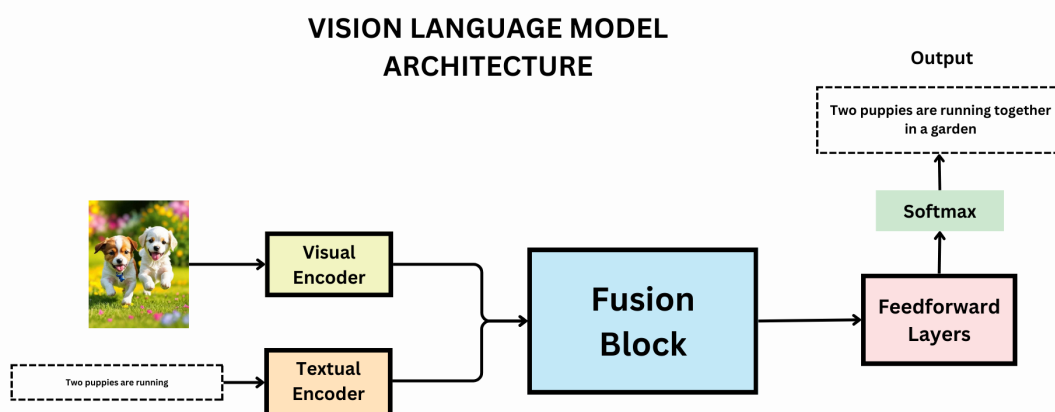 VISION LANGUAGE MODEL
ARCHITECTURE
Output
Two puppies are running together
in a garden
Softmax
Visual
Encoder
Fusion
Block
Feedforward
Layers
Two puppies are running
Textual
Encoder